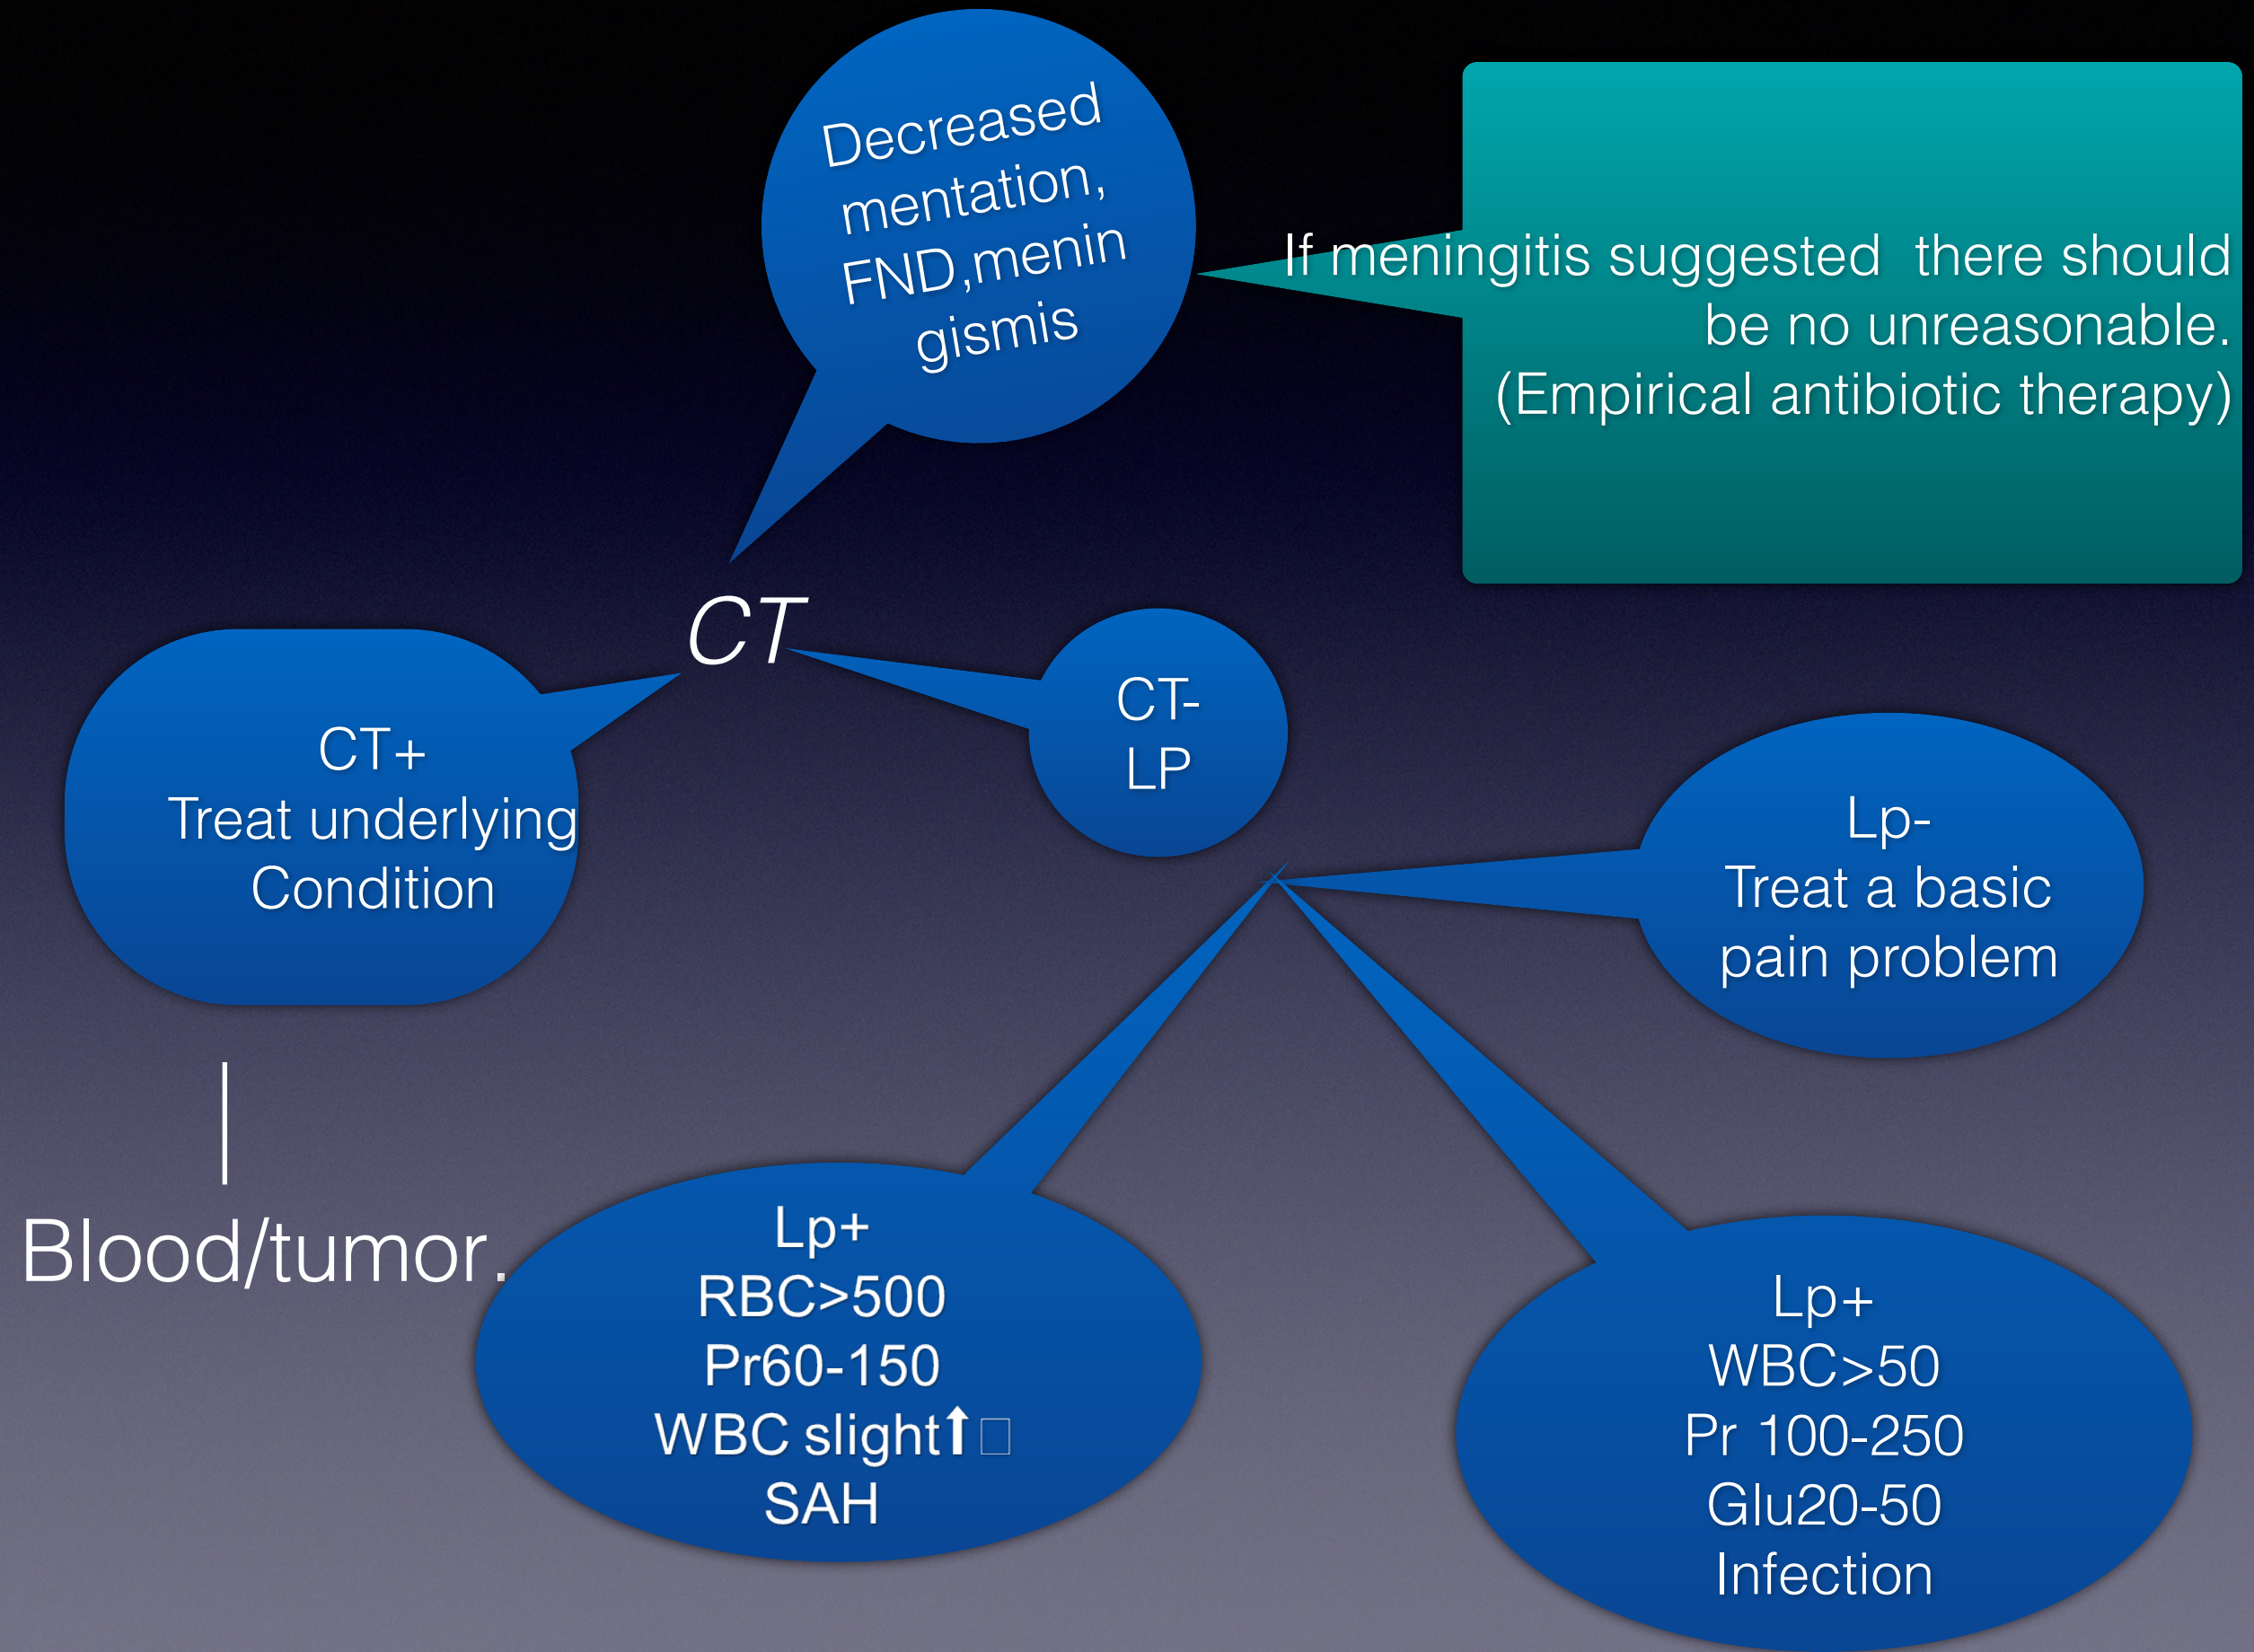 Decreased
mentation,
FND,menin
gismis
If meningitis suggested  there should
be no unreasonable.
(Empirical antibiotic therapy)
CT
CT+
Treat underlying
Condition
CT-
LP
Lp-
Treat a basic
pain problem
Blood/tumor.
Lp+
RBC>500
Pr60-150
WBC slight⬆□
SAH
Lp+
WBC>50
Pr 100-250
Glu20-50
Infection